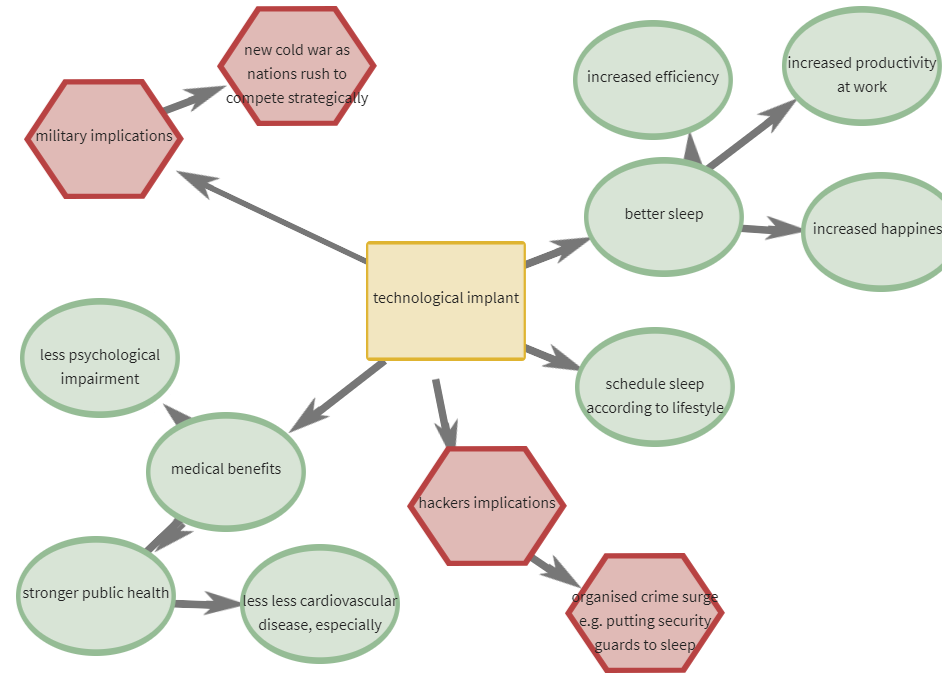 new cold war as
nations rush to
compete strategically
military implications
increased efficiency
increased productivity
at work
better sleep
increased happines
technological implant
less psychological
impairment
schedule sleep
according to lifestyle
medical benefits
hackers implications
stronger public health
less less cardiovascular
disease, especially
organised crime surge
e.g. putting security
guards to sleep